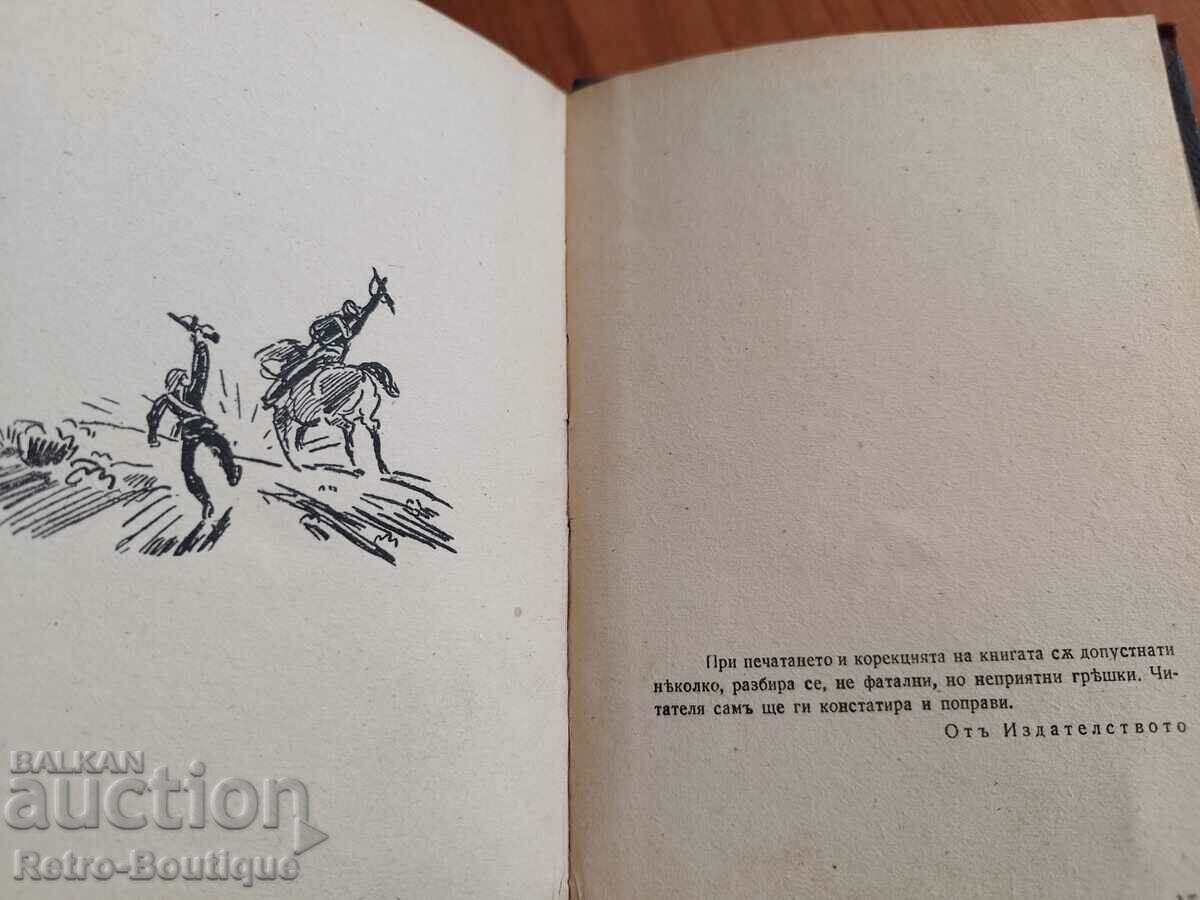 При печатането и корекцията на книгата сѫ допустнати
нѣколко, разбира се, не фатални, но неприятни грѣшки. Чи-
тателя самъ ще ги констатира и поправи.
Отъ Издателството
BALKAN
auction
Retro-Boutique